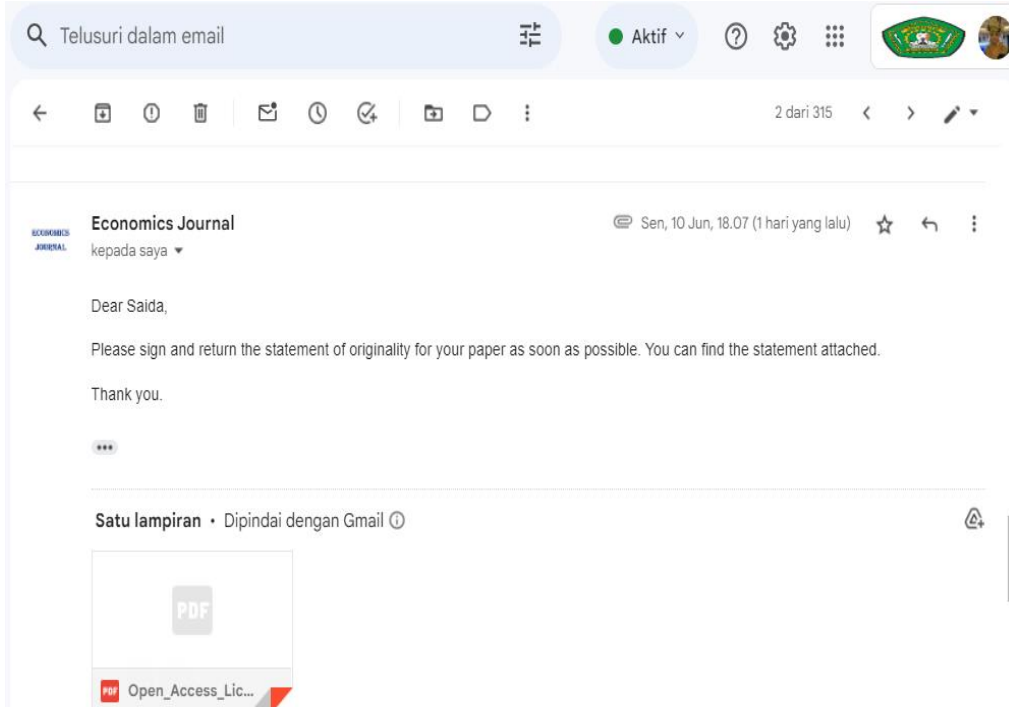 Telusuri dalam email
Aktif
2 dari 315
ECONOMICS
JOURNAL
Economics Journal
Sen, 10 Jun, 18.07 (1 hari yang lalu)
kepada saya
Dear Saida,
Please sign and return the statement of originality for your paper as soon as possible. You can find the statement attached.
Thank you.
Satu lampiran • Dipindai dengan Gmail
PDF
PDF Open_Access_Lic...